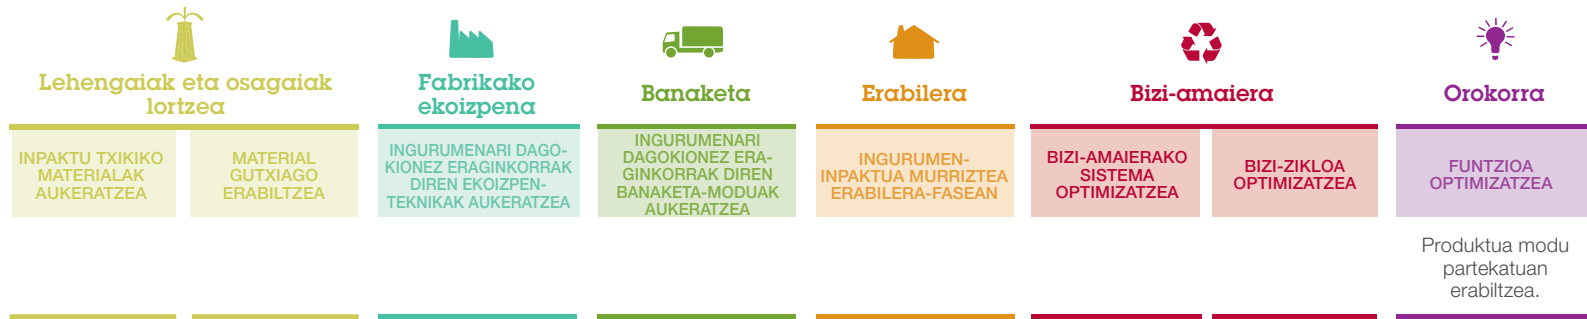 Lehengaiak eta osagaiak
lortzea
Fabrikako
ekoizpena
Banaketa
Erabilera
Bizi-amaiera
Orokorra
INPAKTU TXIKIKO
MATERIALAK
AUKERATZEA
MATERIAL
GUTXIAGO
ERABILTZEA
INGURUMENARI DAGO-
KIONEZ ERAGINKORRAK
DIREN EKOIZPEN-
TEKNIKAK AUKERATZEA
INGURUMENARI
DAGOKIONEZ ERA-
GINKORRAK DIREN
BANAKETA-MODUAK
AUKERATZEA
INGURUMEN-
INPAKTUA MURRIZTEA
ERABILERA-FASEAN
BIZI-AMAIERAKO
SISTEMA
OPTIMIZATZEA
BIZI-ZIKLOA
OPTIMIZATZEA
FUNTZIOA
OPTIMIZATZEA
Produktua modu
partekatuan
erabiltzea.